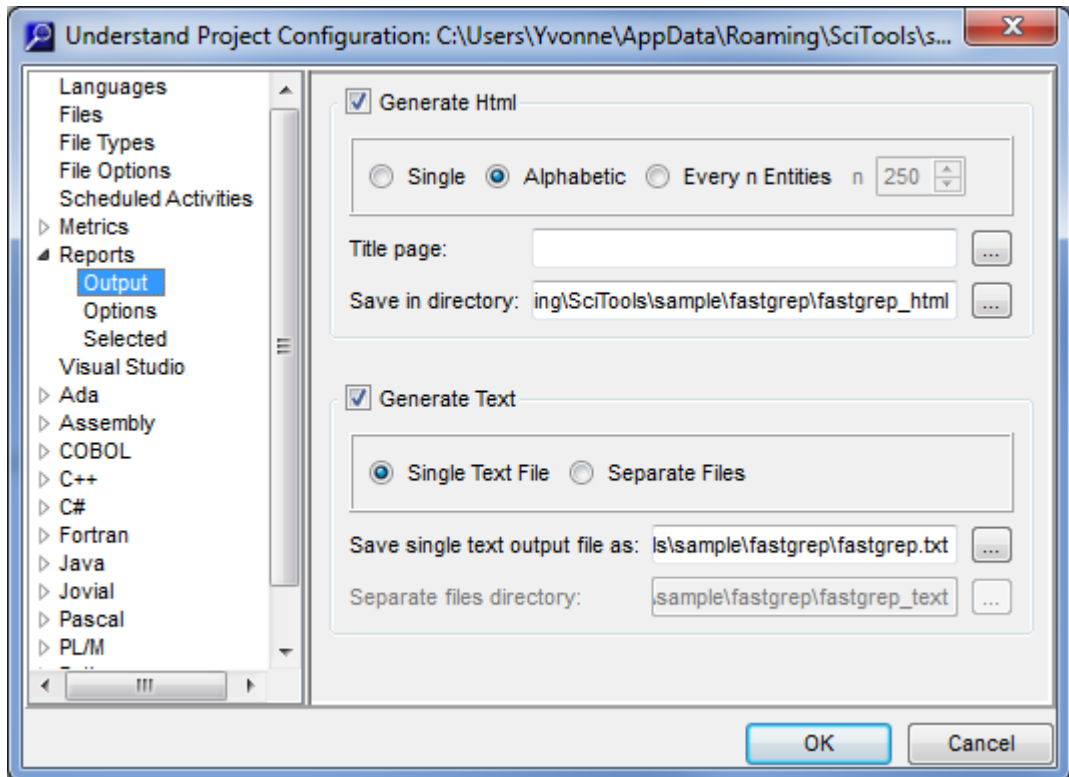 Understand Project Configuration: C:\Users\Yvonne\AppData\Roaming\SciTools\s...
Languages
Files
File Types
File Options
Scheduled Activities
Metrics
Reports
Output
Options
Selected
Visual Studio
Ada
Assembly
COBOL
C++
C#
Fortran
Java
Jovial
Pascal
PL/M
Generate Html
Single Alphabetic Every n Entities n 250
Title page: ...
Save in directory: ing\SciTools\sample\fastgrep\fastgrep_html ...
Generate Text
Single Text File Separate Files
Save single text output file as: ls\sample\fastgrep\fastgrep.txt ...
Separate files directory: \sample\fastgrep\fastgrep_text ...
OK Cancel